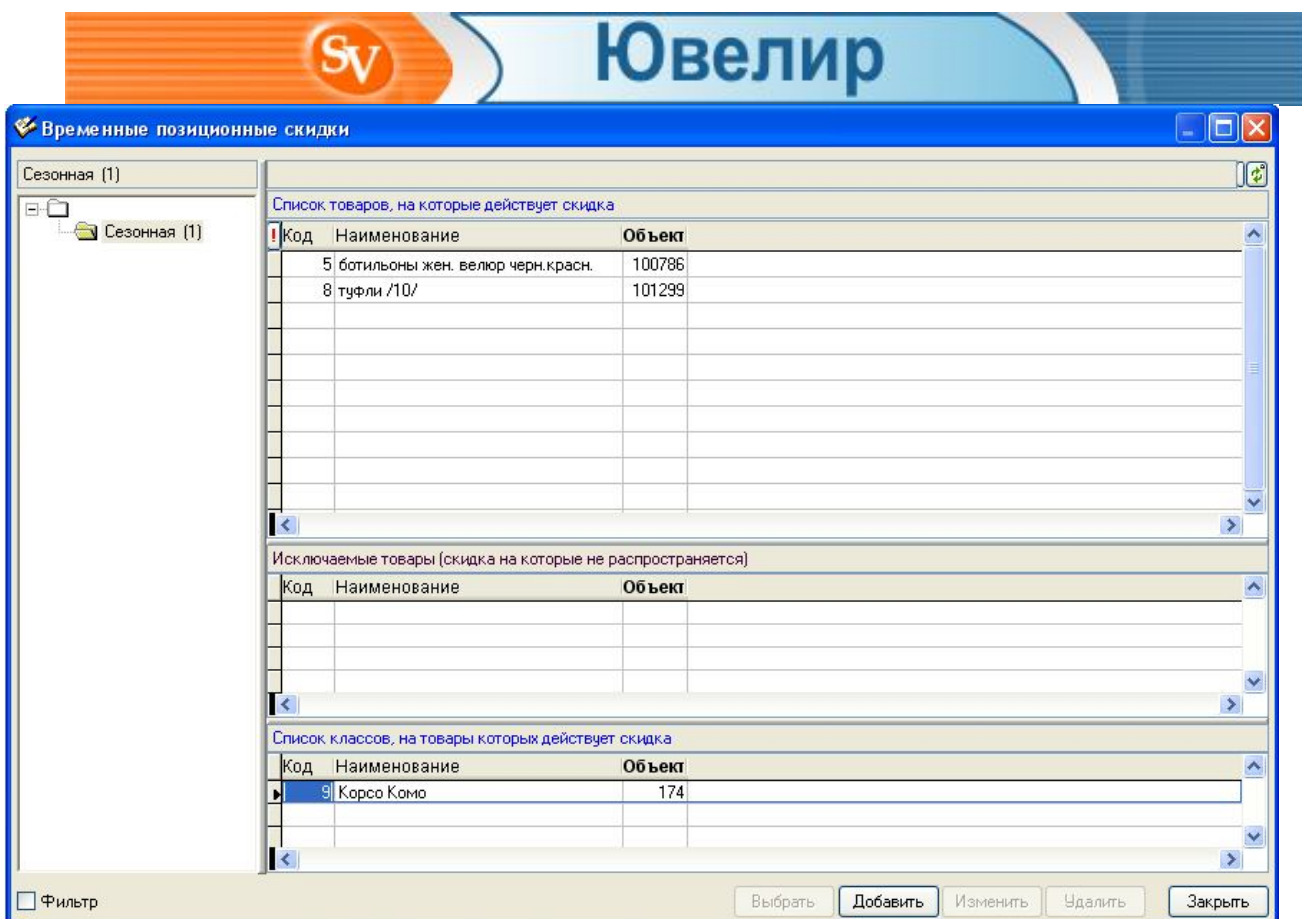 SV Ювелир
Временные позиционные скидки
Сезонная (1)
Сезонная (1)
Список товаров, на которые действует скидка
! Код Наименование Объект
5 ботильоны жен. велюр черн.красн. 100786
8 туфли /10/ 101299
Исключаемые товары (скидка на которые не распространяется)
Код Наименование Объект
Список классов, на товары которых действует скидка
Код Наименование Объект
9 Корсо Комо 174
Фильтр Выбрать Добавить Изменить Удалить Закрыть